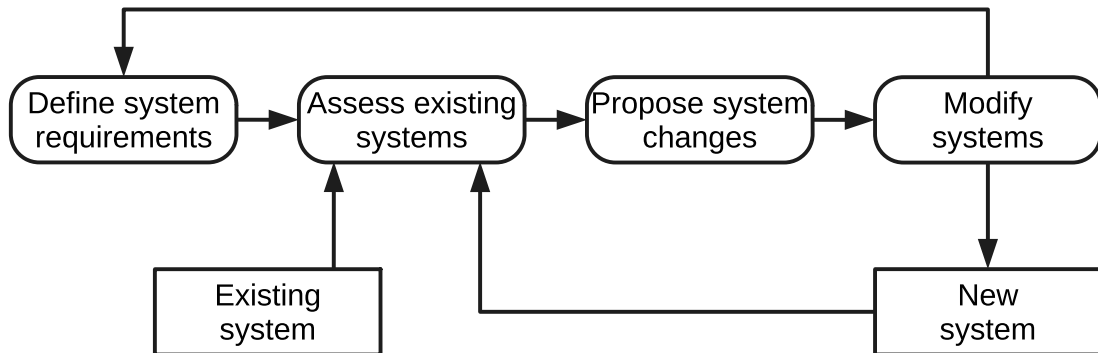 Define system
requirements
Assess existing
systems
Propose system
changes
Modify
systems
Existing
system
New
system